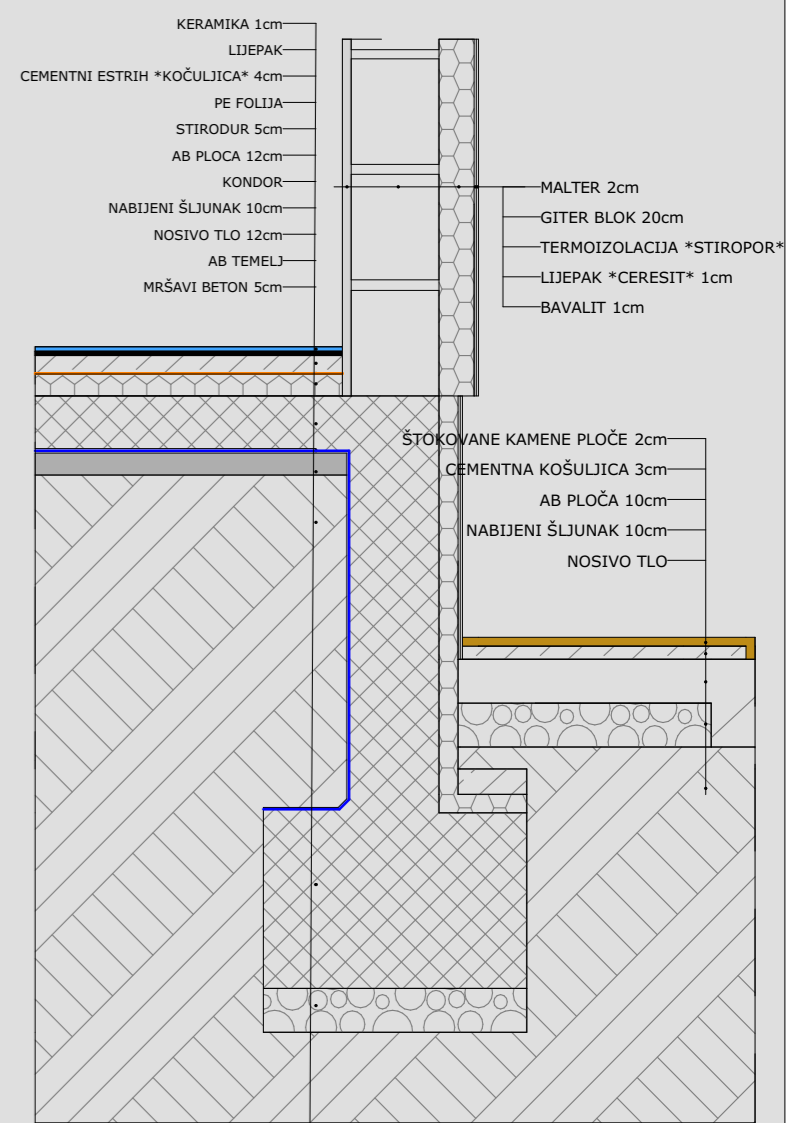 KERAMIKA 1cm
LIJEPAK
CEMENTNI ESTRIH *KOČULJICA* 4cm
PE FOLIJA
STIRODUR 5cm
AB PLOCA 12cm
KONDOR
NABIJENI ŠLJUNAK 10cm
NOSIVO TLO 12cm
AB TEMELJ
MRŠAVI BETON 5cm
MALTER 2cm
GITER BLOK 20cm
TERMOIZOLACIJA *STIROPOR*
LIJEPAK *CERESIT* 1cm
BAVALIT 1cm
ŠTOKOVANE KAMENE PLOČE 2cm
CEMENTNA KOŠULJICA 3cm
AB PLOČA 10cm
NABIJENI ŠLJUNAK 10cm
NOSIVO TLO